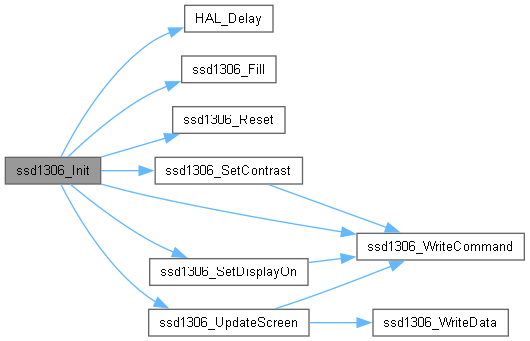 HAL_Delay
ssd1306_Fill
ssd1306_Reset
ssd1306_Init
ssd1306_SetContrast
ssd1306_WriteCommand
ssd1306_SetDisplayOn
ssd1306_UpdateScreen
ssd1306_WriteData